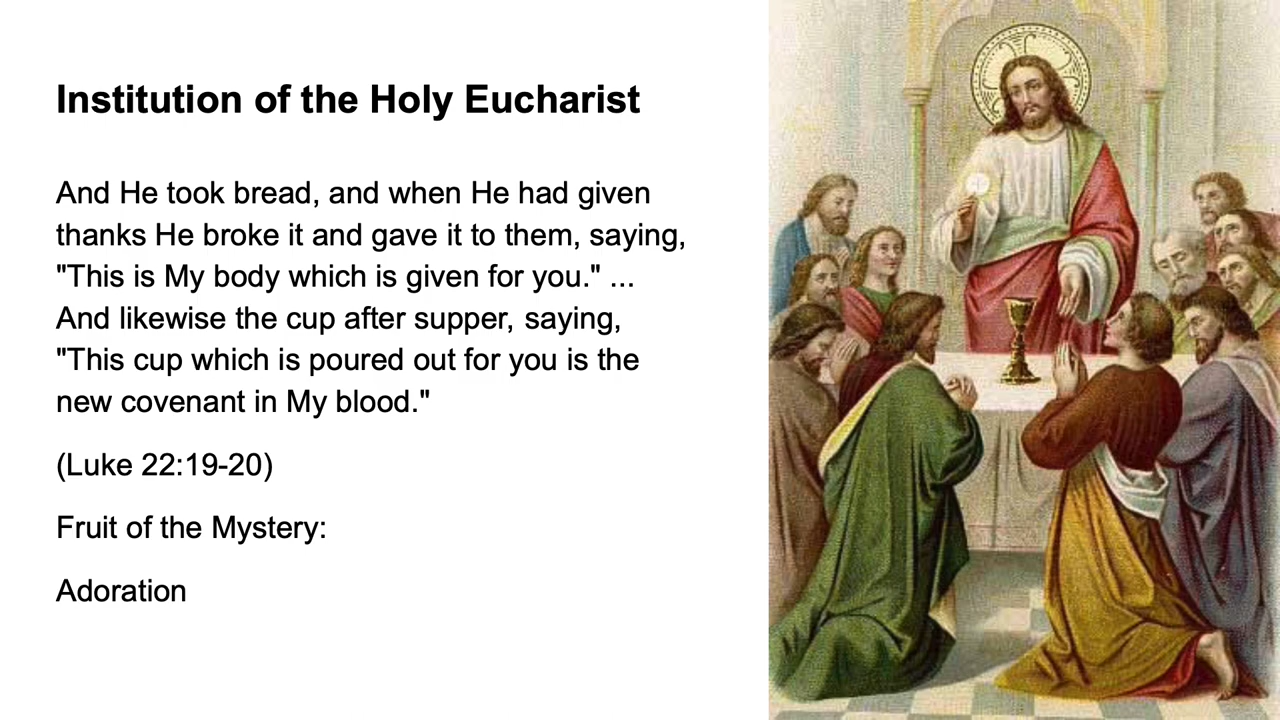 Institution of the Holy Eucharist
And He took bread, and when He had given
thanks He broke it and gave it to them, saying,
"This is My body which is given for you." ...
And likewise the cup after supper, saying,
"This cup which is poured out for you is the
new covenant in My blood."
(Luke 22:19-20)
Fruit of the Mystery:
Adoration